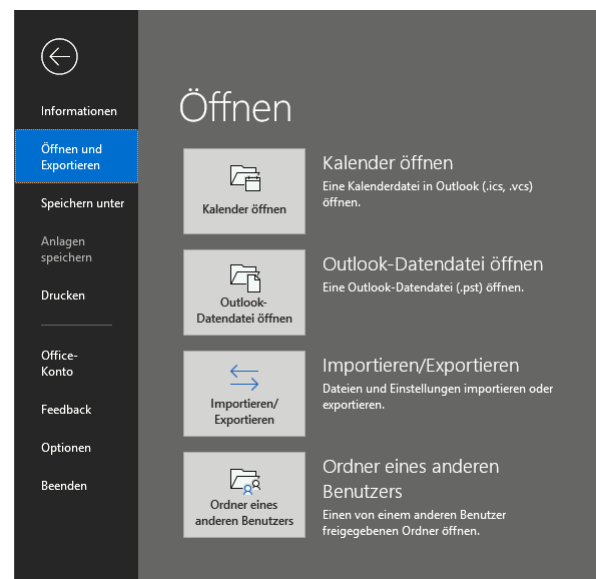 Informationen
Öffnen und
Exportieren
Speichern unter
Anlagen
speichern
Drucken
Office-
Konto
Feedback
Optionen
Beenden
Öffnen
Kalender öffnen
Kalender öffnen
Eine Kalenderdatei in Outlook (.ics, .vcs)
öffnen.
Outlook-
Datendatei öffnen
Outlook-Datendatei öffnen
Eine Outlook-Datendatei (.pst) öffnen.
Importieren/
Exportieren
Importieren/Exportieren
Dateien und Einstellungen importieren oder
exportieren.
Ordner eines
anderen Benutzers
Ordner eines anderen
Benutzers
Einen von einem anderen Benutzer
freigegebenen Ordner öffnen.